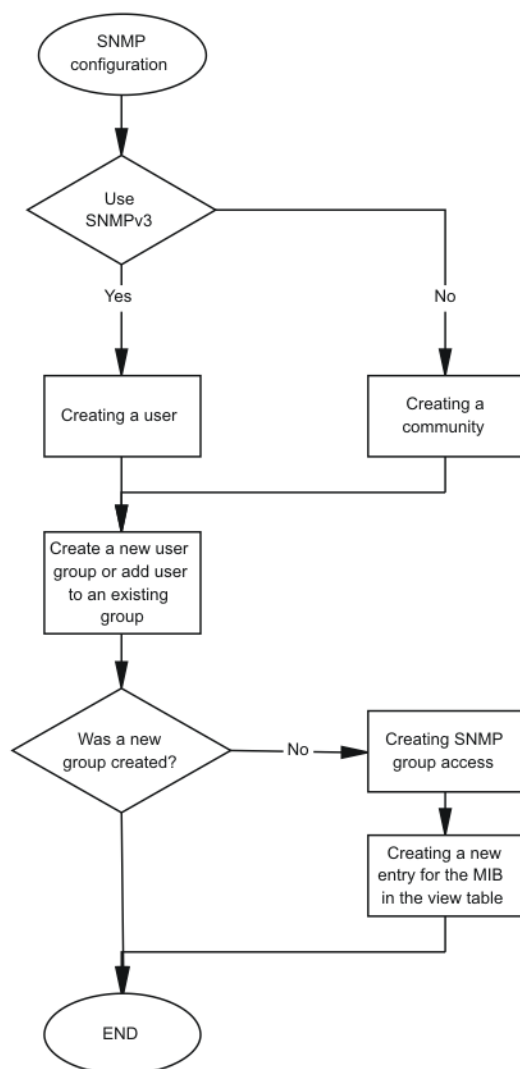 SNMP
configuration
Use
SNMPv3
Yes
No
Creating a user
Creating a
community
Create a new user
group or add user
to an existing
group
Was a new
group created?
No
Creating SNMP
group access
Creating a new
entry for the MIB
in the view table
END